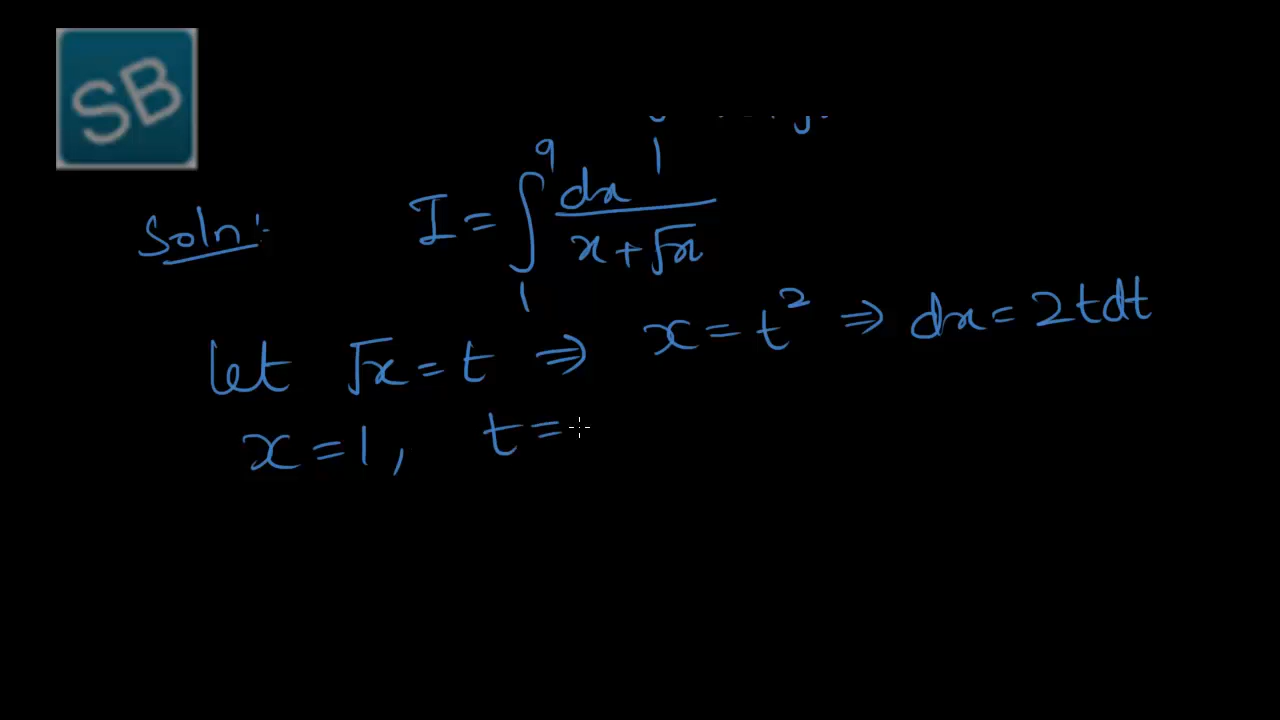 SB
Soln: I = ∫₁⁹ dx / (x + √x)
let √x = t ⇒ x = t² ⇒ dx = 2tdt
x = 1, t =